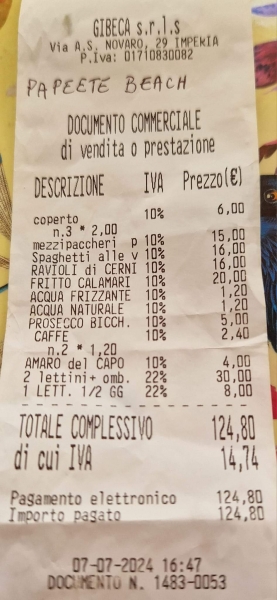 GIBECA s.r.l.s
Via A.S. NOVARO, 29 IMPERIA
P.Iva: 01710830082
PAPEETE BEACH
DOCUMENTO COMMERCIALE
di vendita o prestazione
DESCRIZIONE IVA Prezzo(€)
coperto 10% 6,00
n.3 * 2,00
mezzipaccheri p 10% 15,00
Spaghetti alle v 10% 16,00
RAVIOLI di CERNI 10% 16,00
FRITTO CALAMARI 10% 20,00
ACQUA FRIZZANTE 10% 1,20
ACQUA NATURALE 10% 1,20
PROSECCO BICCH. 10% 5,00
CAFFE 10% 2,40
n.2 * 1,20
AMARO del CAPO 10% 4,00
2 lettini+ omb. 22% 30,00
1 LETT. 1/2 GG 22% 8,00
TOTALE COMPLESSIVO 124,80
di cui IVA 14,74
Pagamento elettronico 124,80
Importo pagato 124,80
07-07-2024 16:47
DOCUMENTO N. 1483-0053